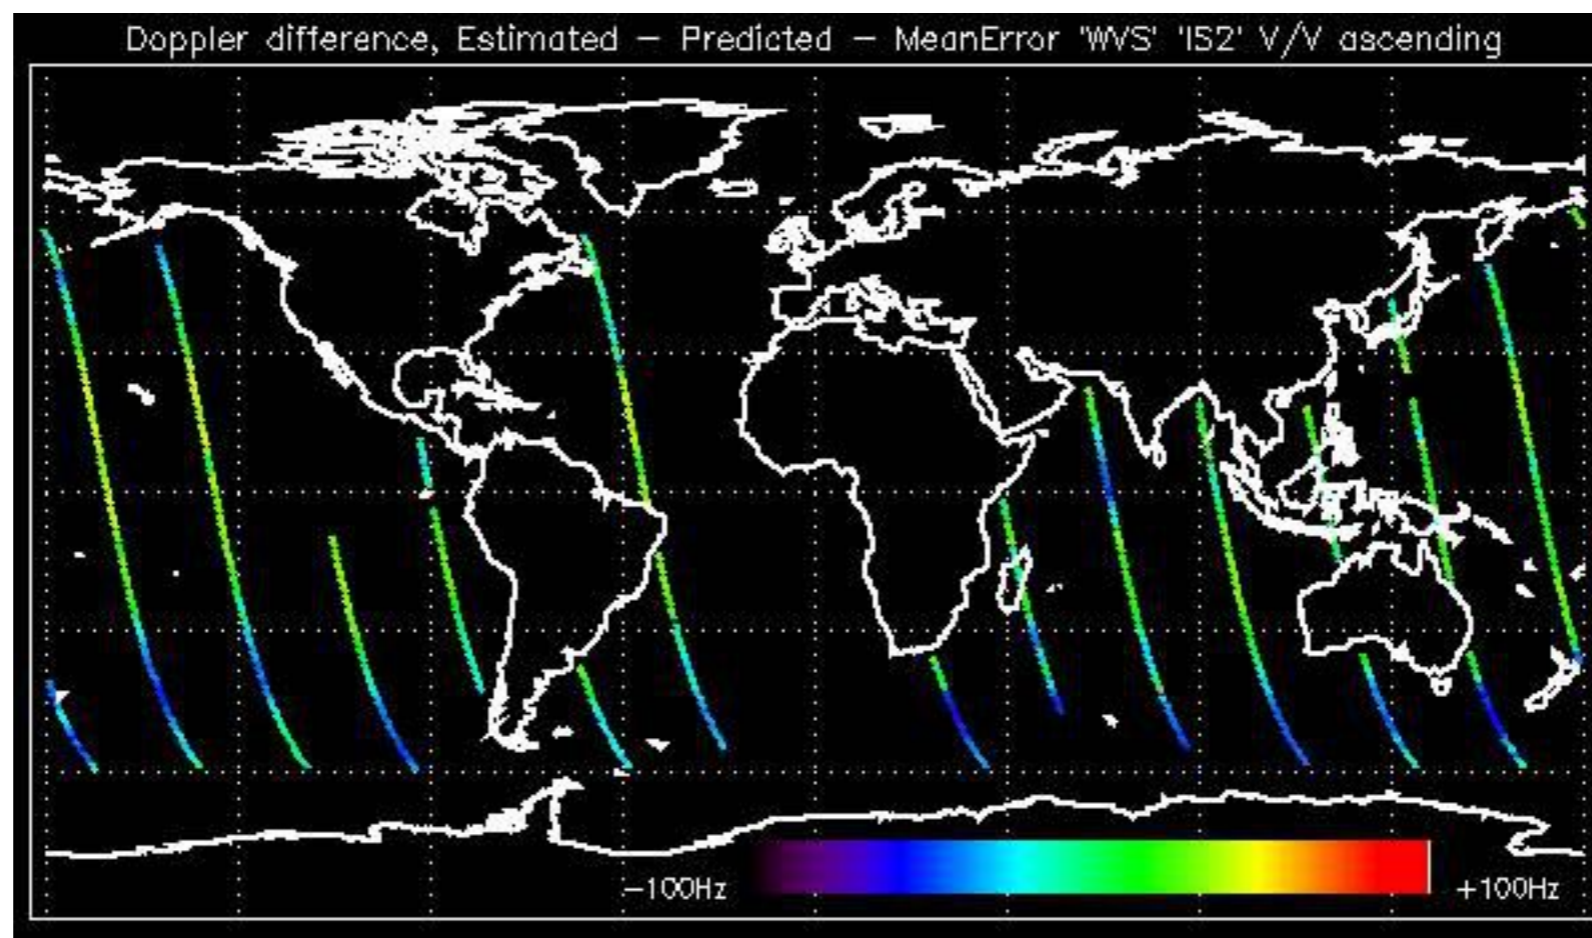 Doppler difference, Estimated – Predicted – MeanError 'WVS' 'IS2' V/V ascending
–100Hz +100Hz